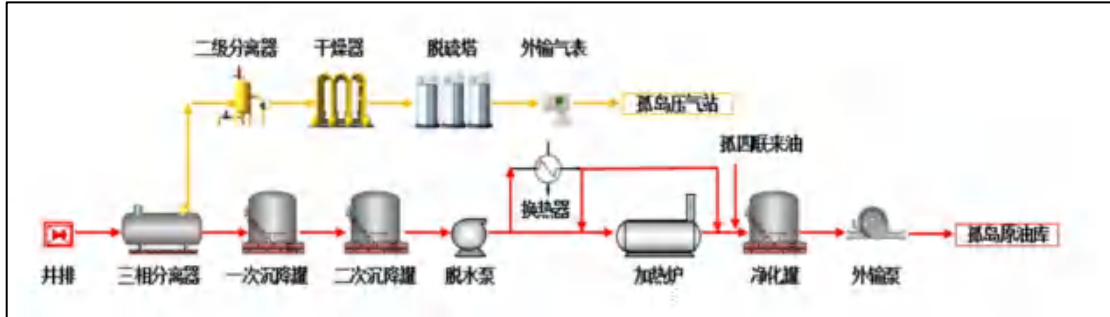 二级分离器
干燥器
脱硫塔
外输气表
孤岛压气站
孤四联来油
换热器
孤岛原油库
井排
三相分离器
一次沉降罐
二次沉降罐
脱水泵
加热炉
净化罐
外输泵